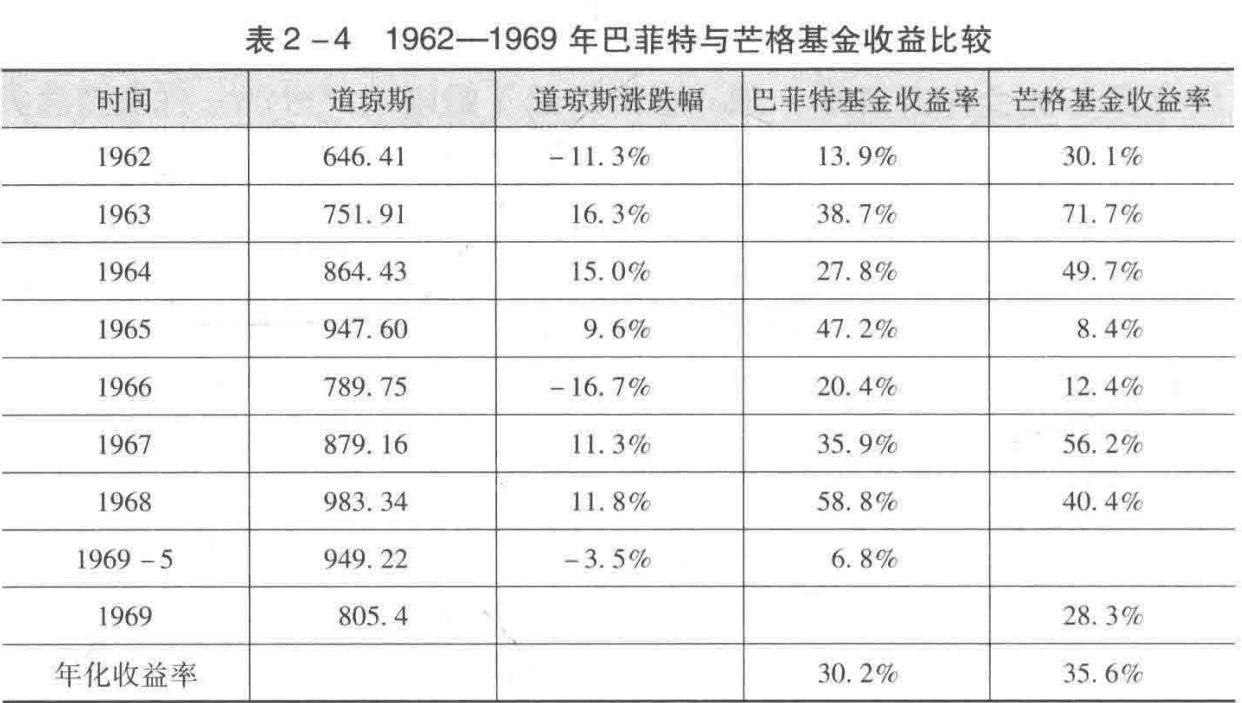 表2-4 1962—1969年巴菲特与芒格基金收益比较
时间 道琼斯 道琼斯涨跌幅 巴菲特基金收益率 芒格基金收益率
1962 646.41 -11.3% 13.9% 30.1%
1963 751.91 16.3% 38.7% 71.7%
1964 864.43 15.0% 27.8% 49.7%
1965 947.60 9.6% 47.2% 8.4%
1966 789.75 -16.7% 20.4% 12.4%
1967 879.16 11.3% 35.9% 56.2%
1968 983.34 11.8% 58.8% 40.4%
1969-5 949.22 -3.5% 6.8%
1969 805.4 28.3%
年化收益率 30.2% 35.6%